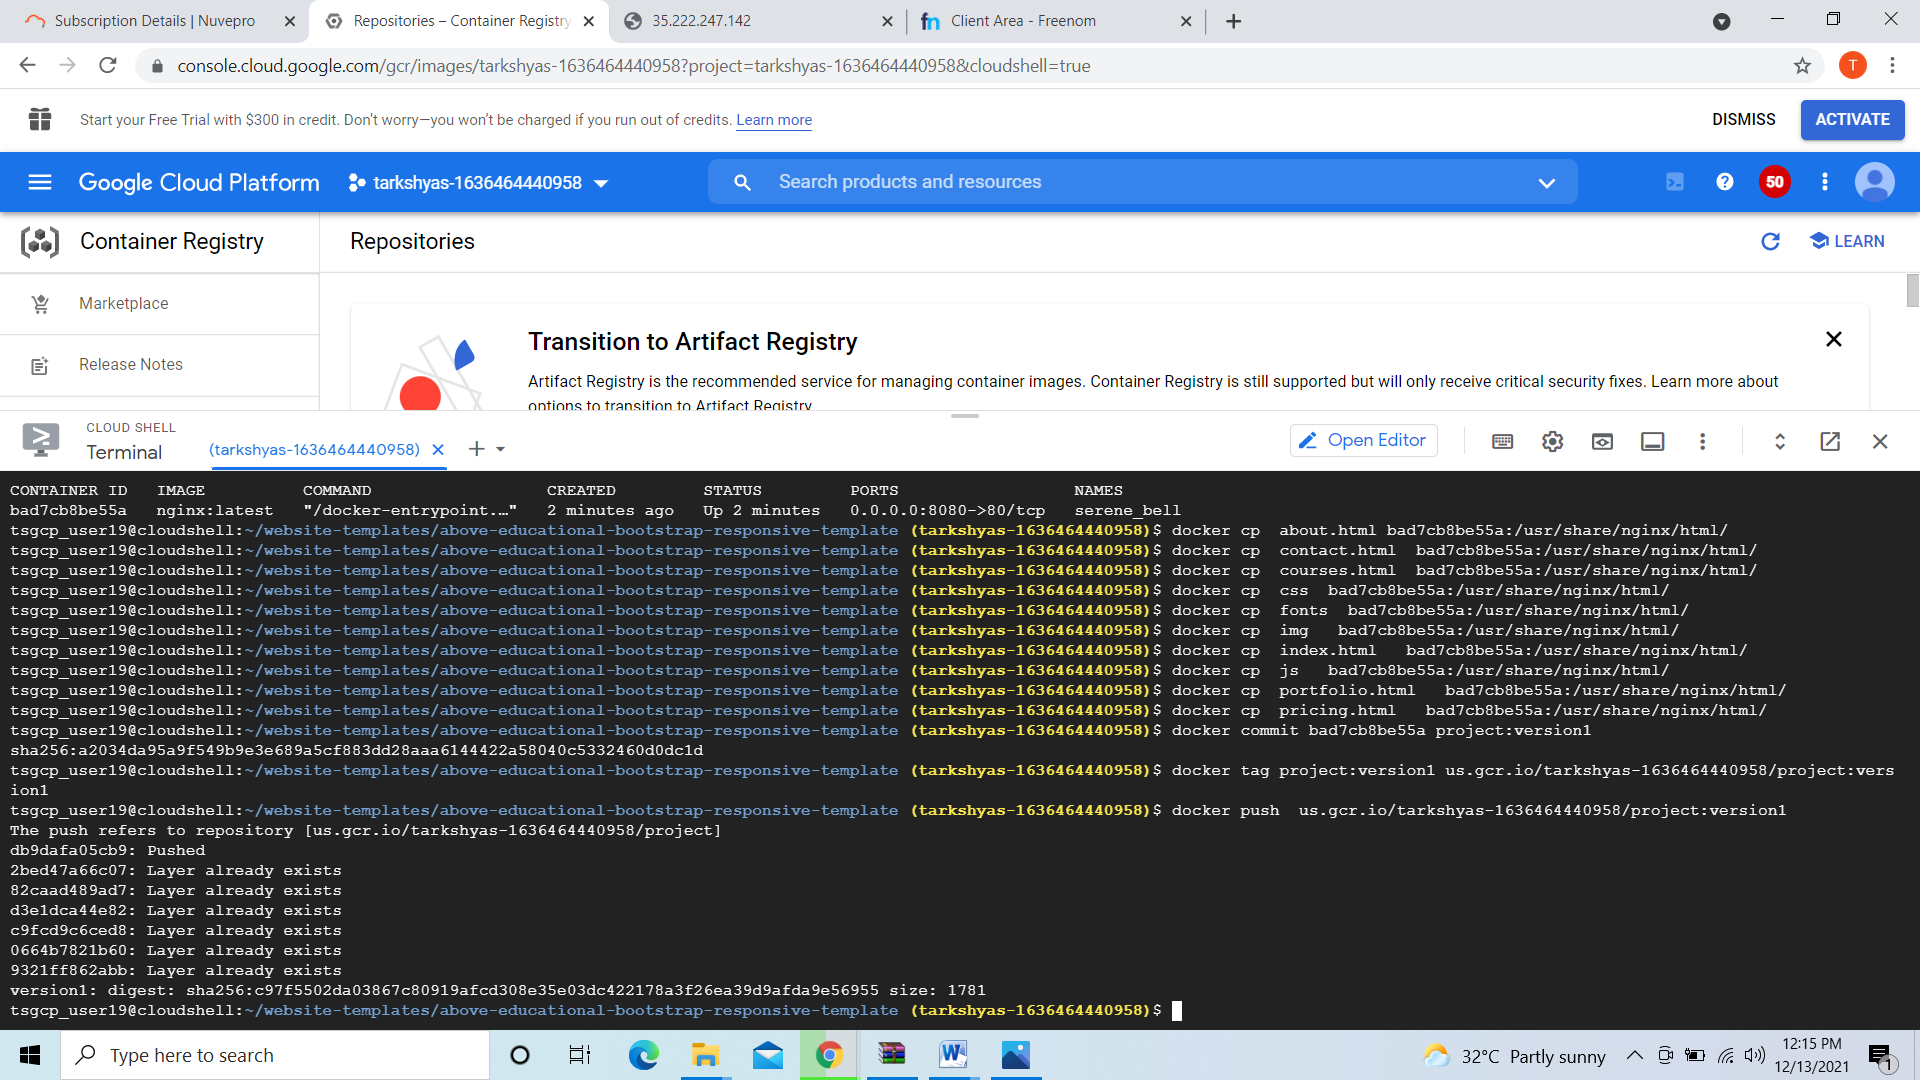 Subscription Details | Nuvepro
Repositories – Container Registry
35.222.247.142
Client Area - Freenom
console.cloud.google.com/gcr/images/tarkshyas-1636464440958?project=tarkshyas-1636464440958&cloudshell=true
T
Start your Free Trial with $300 in credit. Don't worry—you won't be charged if you run out of credits. Learn more
DISMISS
ACTIVATE
Google Cloud Platform
tarkshyas-1636464440958
Search products and resources
50
Container Registry
Repositories
LEARN
Marketplace
Release Notes
Transition to Artifact Registry
Artifact Registry is the recommended service for managing container images. Container Registry is still supported but will only receive critical security fixes. Learn more about
options to transition to Artifact Registry.
CLOUD SHELL
Terminal
(tarkshyas-1636464440958)
Open Editor
CONTAINER ID   IMAGE          COMMAND                  CREATED         STATUS         PORTS                  NAMES
bad7cb8be55a   nginx:latest   "/docker-entrypoint.…"   2 minutes ago   Up 2 minutes   0.0.0.0:8080->80/tcp   serene_bell
tsgcp_user19@cloudshell:~/website-templates/above-educational-bootstrap-responsive-template (tarkshyas-1636464440958)$ docker cp  about.html bad7cb8be55a:/usr/share/nginx/html/
tsgcp_user19@cloudshell:~/website-templates/above-educational-bootstrap-responsive-template (tarkshyas-1636464440958)$ docker cp  contact.html  bad7cb8be55a:/usr/share/nginx/html/
tsgcp_user19@cloudshell:~/website-templates/above-educational-bootstrap-responsive-template (tarkshyas-1636464440958)$ docker cp  courses.html  bad7cb8be55a:/usr/share/nginx/html/
tsgcp_user19@cloudshell:~/website-templates/above-educational-bootstrap-responsive-template (tarkshyas-1636464440958)$ docker cp  css  bad7cb8be55a:/usr/share/nginx/html/
tsgcp_user19@cloudshell:~/website-templates/above-educational-bootstrap-responsive-template (tarkshyas-1636464440958)$ docker cp  fonts  bad7cb8be55a:/usr/share/nginx/html/
tsgcp_user19@cloudshell:~/website-templates/above-educational-bootstrap-responsive-template (tarkshyas-1636464440958)$ docker cp  img   bad7cb8be55a:/usr/share/nginx/html/
tsgcp_user19@cloudshell:~/website-templates/above-educational-bootstrap-responsive-template (tarkshyas-1636464440958)$ docker cp  index.html   bad7cb8be55a:/usr/share/nginx/html/
tsgcp_user19@cloudshell:~/website-templates/above-educational-bootstrap-responsive-template (tarkshyas-1636464440958)$ docker cp  js   bad7cb8be55a:/usr/share/nginx/html/
tsgcp_user19@cloudshell:~/website-templates/above-educational-bootstrap-responsive-template (tarkshyas-1636464440958)$ docker cp  portfolio.html   bad7cb8be55a:/usr/share/nginx/html/
tsgcp_user19@cloudshell:~/website-templates/above-educational-bootstrap-responsive-template (tarkshyas-1636464440958)$ docker cp  pricing.html   bad7cb8be55a:/usr/share/nginx/html/
tsgcp_user19@cloudshell:~/website-templates/above-educational-bootstrap-responsive-template (tarkshyas-1636464440958)$ docker commit bad7cb8be55a project:version1
sha256:a2034da95a9f549b9e3e689a5cf883dd28aaa6144422a58040c5332460d0dc1d
tsgcp_user19@cloudshell:~/website-templates/above-educational-bootstrap-responsive-template (tarkshyas-1636464440958)$ docker tag project:version1 us.gcr.io/tarkshyas-1636464440958/project:vers
ion1
tsgcp_user19@cloudshell:~/website-templates/above-educational-bootstrap-responsive-template (tarkshyas-1636464440958)$ docker push  us.gcr.io/tarkshyas-1636464440958/project:version1
The push refers to repository [us.gcr.io/tarkshyas-1636464440958/project]
db9dafa05cb9: Pushed
2bed47a66c07: Layer already exists
82caad489ad7: Layer already exists
d3e1dca44e82: Layer already exists
c9fcd9c6ced8: Layer already exists
0664b7821b60: Layer already exists
9321ff862abb: Layer already exists
version1: digest: sha256:c97f5502da03867c80919afcd308e35e03dc422178a3f26ea39d9afda9e56955 size: 1781
tsgcp_user19@cloudshell:~/website-templates/above-educational-bootstrap-responsive-template (tarkshyas-1636464440958)$
Type here to search
32°C Partly sunny
12:15 PM
12/13/2021
1